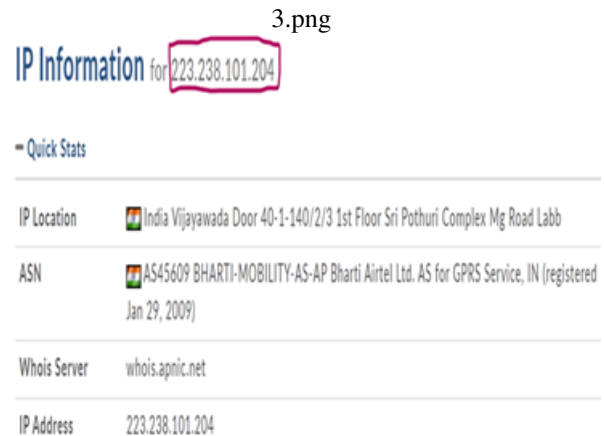 3.png
IP Information for 223.238.101.204
− Quick Stats
IP Location India Vijayawada Door 40-1-140/2/3 1st Floor Sri Pothuri Complex Mg Road Labb
ASN AS45609 BHARTI-MOBILITY-AS-AP Bharti Airtel Ltd. AS for GPRS Service, IN (registered
Jan 29, 2009)
Whois Server whois.apnic.net
IP Address 223.238.101.204